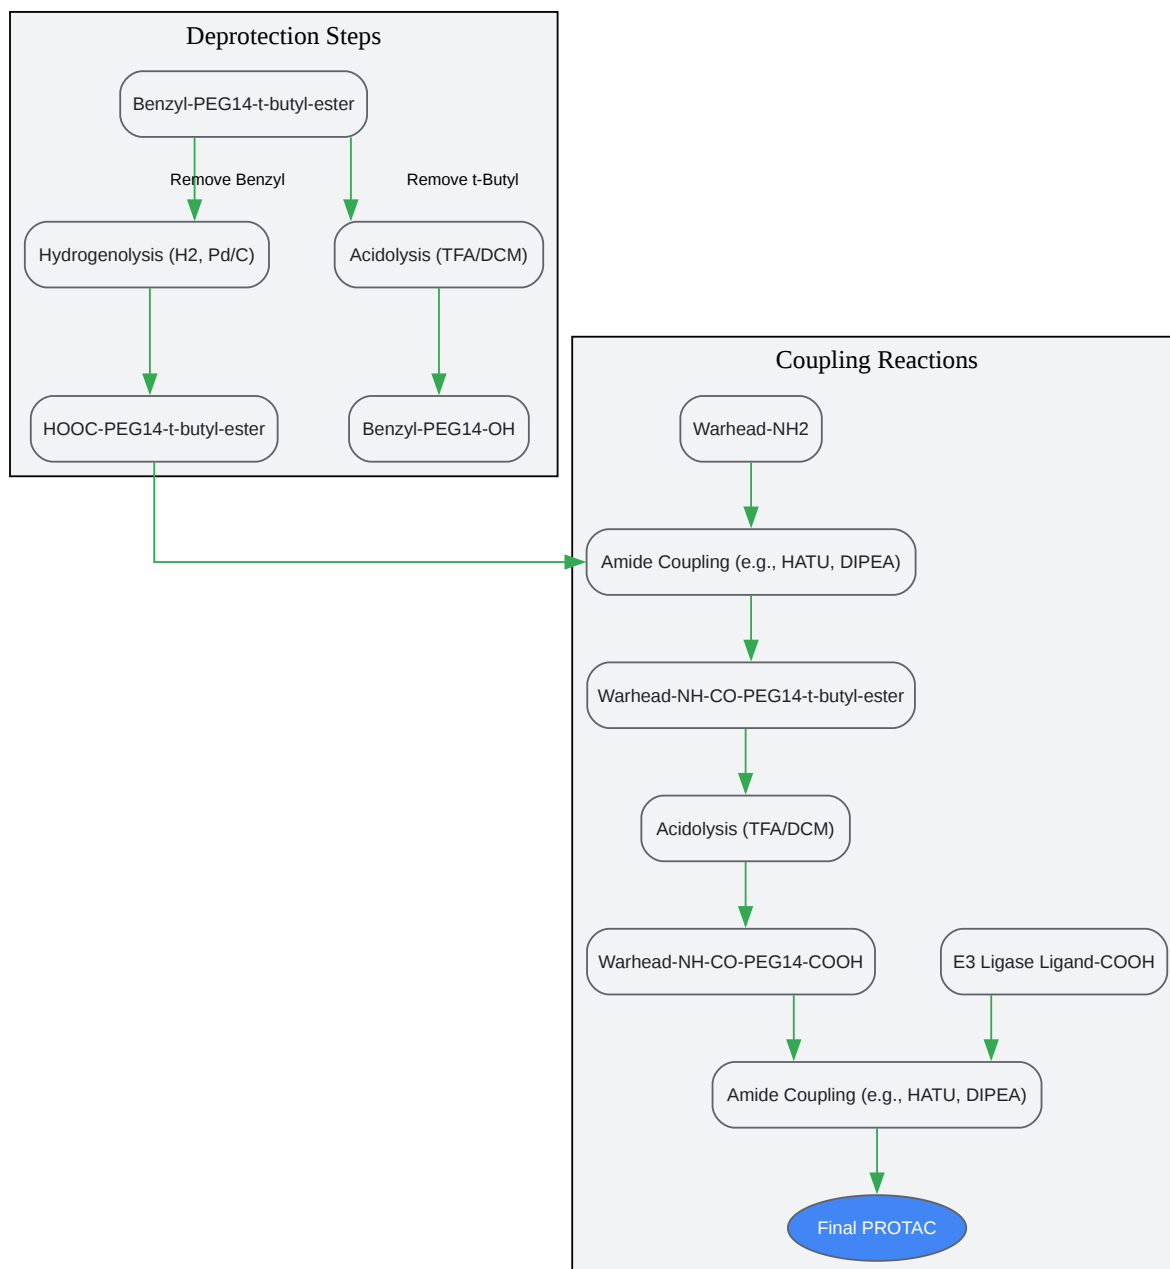 Deprotection Steps
Benzyl-PEG14-t-butyl-ester
Remove Benzyl
Remove t-Butyl
Hydrogenolysis (H2, Pd/C)
Acidolysis (TFA/DCM)
HOOC-PEG14-t-butyl-ester
Benzyl-PEG14-OH
Coupling Reactions
Warhead-NH2
Amide Coupling (e.g., HATU, DIPEA)
Warhead-NH-CO-PEG14-t-butyl-ester
Acidolysis (TFA/DCM)
Warhead-NH-CO-PEG14-COOH
E3 Ligase Ligand-COOH
Amide Coupling (e.g., HATU, DIPEA)
Final PROTAC